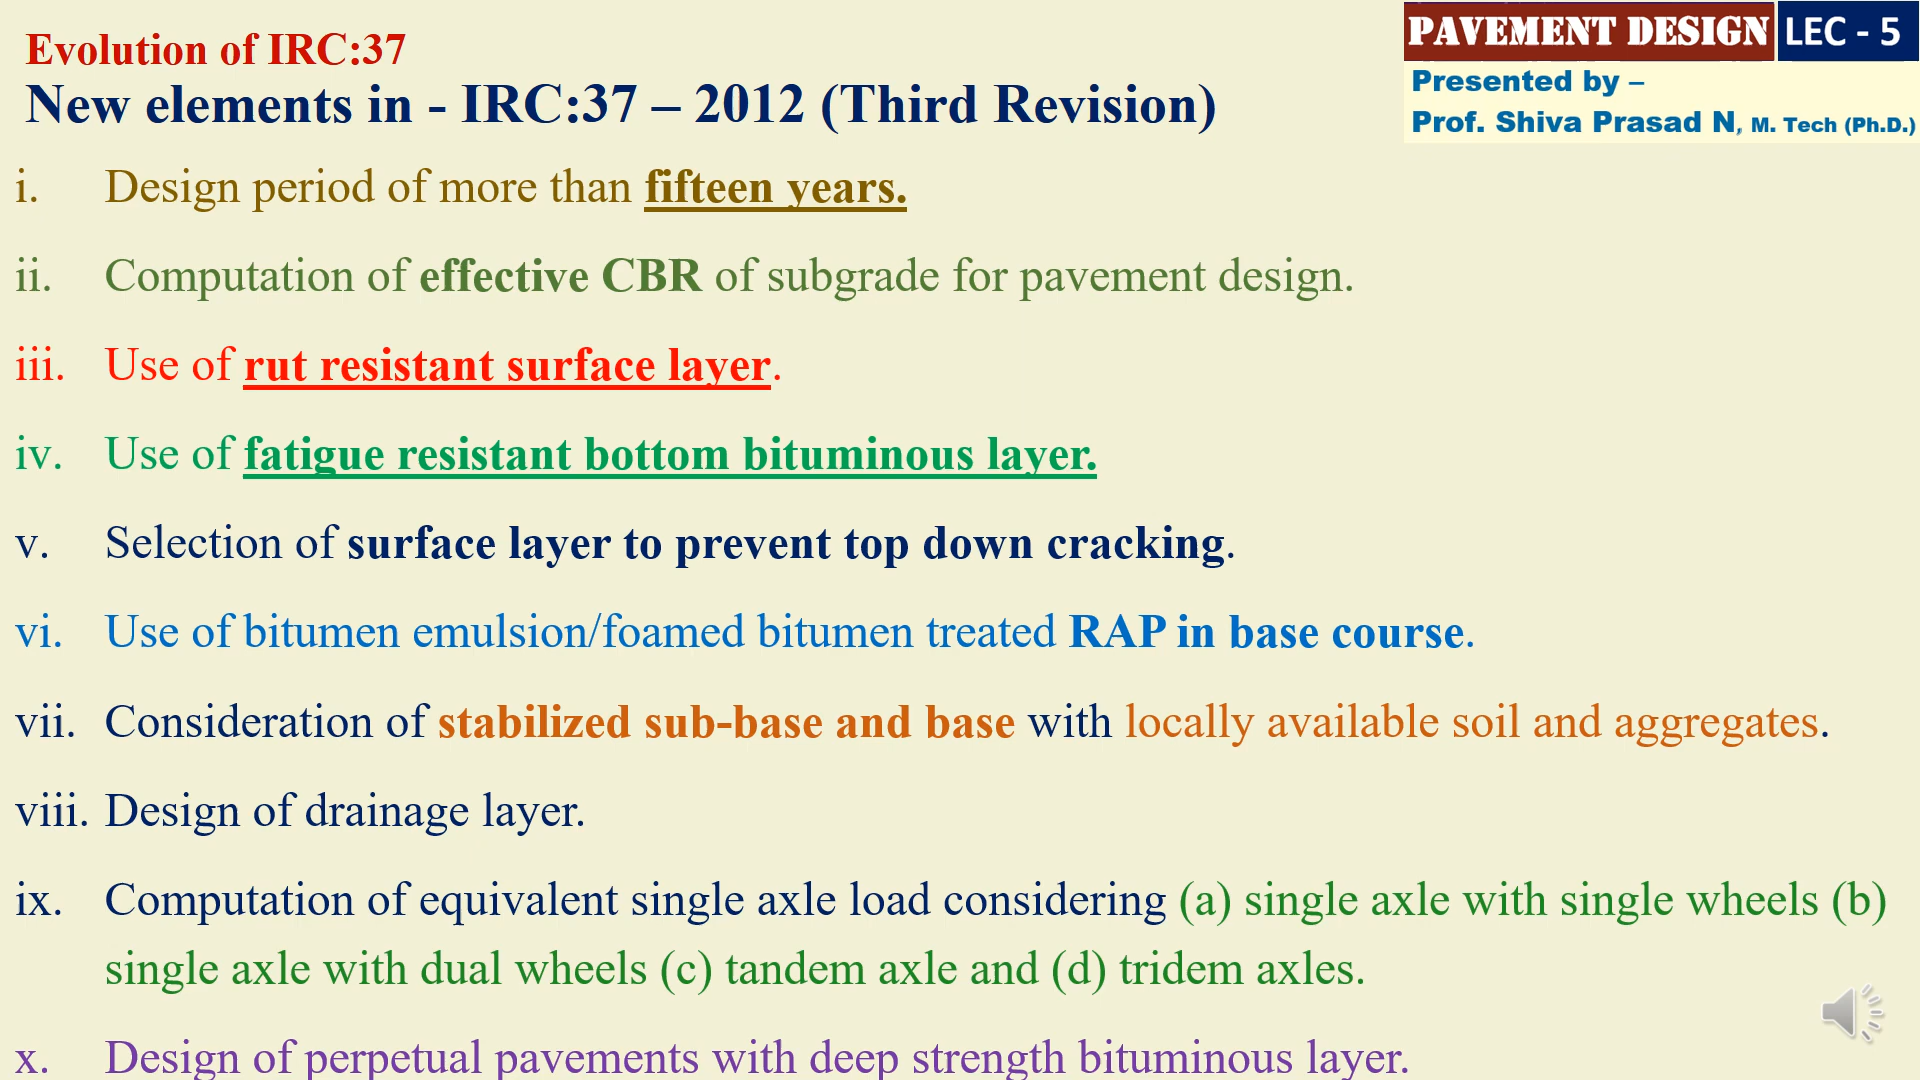 Evolution of IRC:37
New elements in - IRC:37 – 2012 (Third Revision)
PAVEMENT DESIGN LEC - 5
Presented by –
Prof. Shiva Prasad N, M. Tech (Ph.D.)
i. Design period of more than fifteen years.
ii. Computation of effective CBR of subgrade for pavement design.
iii. Use of rut resistant surface layer.
iv. Use of fatigue resistant bottom bituminous layer.
v. Selection of surface layer to prevent top down cracking.
vi. Use of bitumen emulsion/foamed bitumen treated RAP in base course.
vii. Consideration of stabilized sub-base and base with locally available soil and aggregates.
viii. Design of drainage layer.
ix. Computation of equivalent single axle load considering (a) single axle with single wheels (b)
single axle with dual wheels (c) tandem axle and (d) tridem axles.
x. Design of perpetual pavements with deep strength bituminous layer.